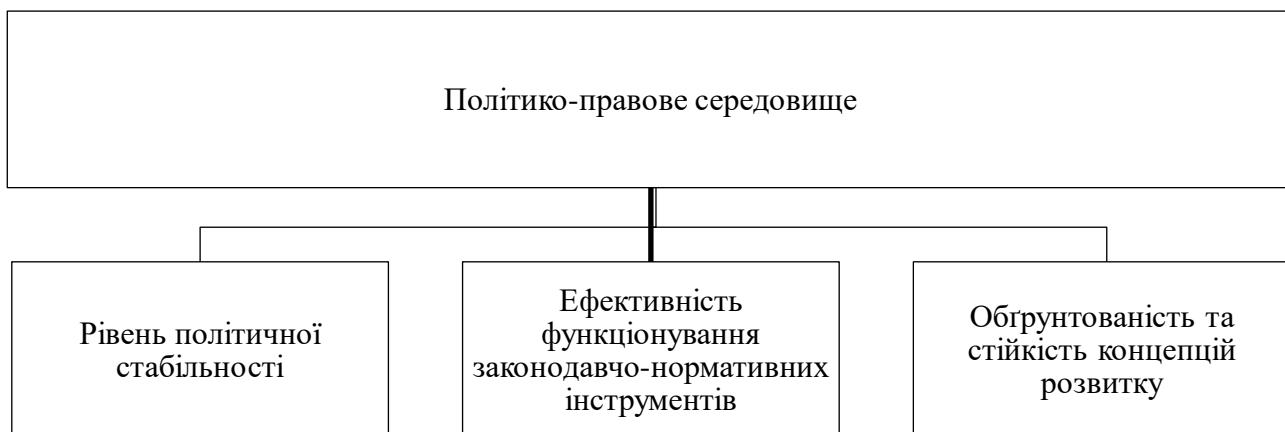 Політико-правове середовище
Рівень політичної
стабільності
Ефективність
функціонування
законодавчо-нормативних
інструментів
Обґрунтованість та
стійкість концепцій
розвитку